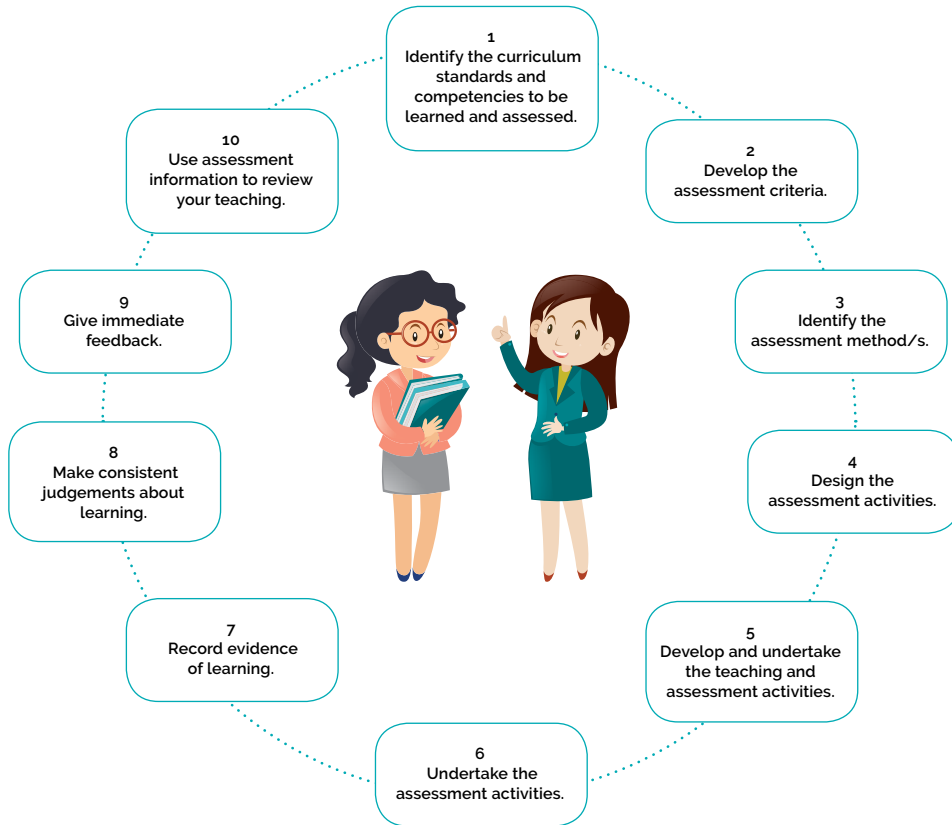 1
Identify the curriculum
standards and
competencies to be
learned and assessed.
2
Develop the
assessment criteria.
3
Identify the
assessment method/s.
4
Design the
assessment activities.
5
Develop and undertake
the teaching and
assessment activities.
6
Undertake the
assessment activities.
7
Record evidence
of learning.
8
Make consistent
judgements about
learning.
9
Give immediate
feedback.
10
Use assessment
information to review
your teaching.